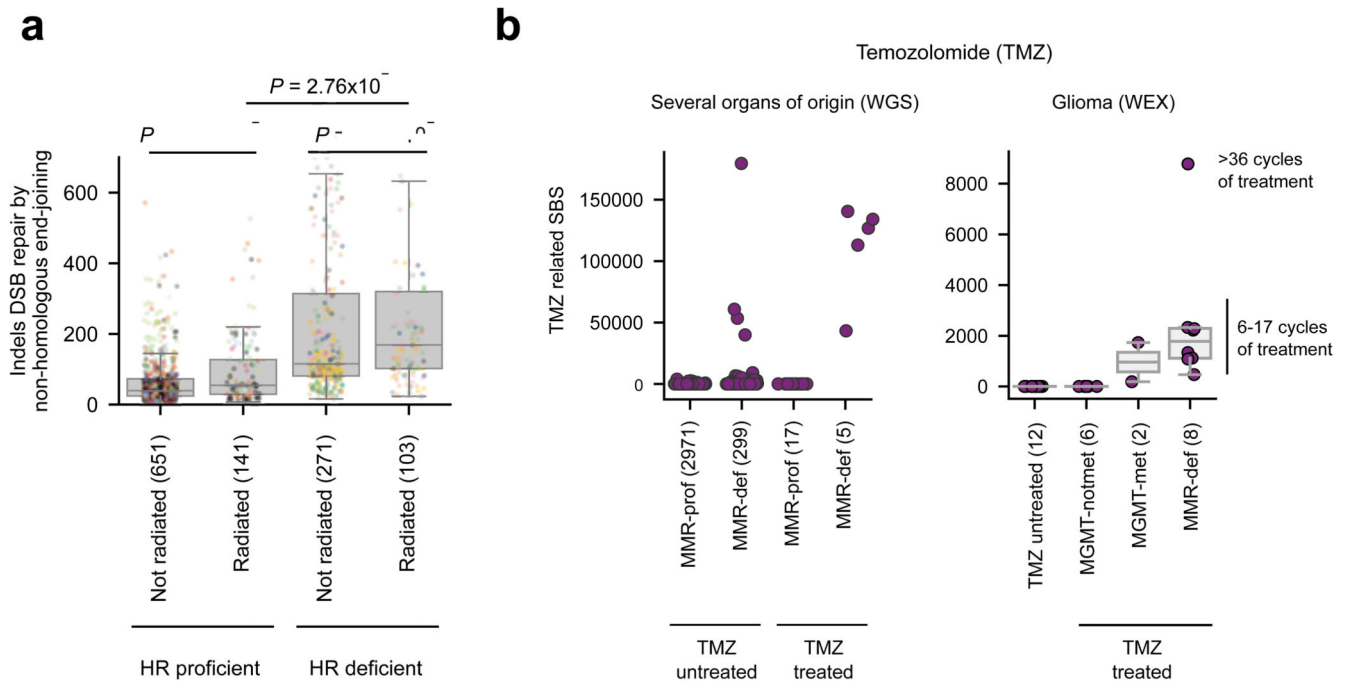 a
b
Temozolomide (TMZ)
P = 2.76x10⁻
Several organs of origin (WGS)
Glioma (WEX)
P
P
Indels DSB repair by
non-homologous end-joining
600
400
200
0
Not radiated (651)
Radiated (141)
Not radiated (271)
Radiated (103)
HR proficient
HR deficient
TMZ related SBS
150000
100000
50000
0
MMR-prof (2971)
MMR-def (299)
MMR-prof (17)
MMR-def (5)
TMZ
untreated
TMZ
treated
8000
6000
4000
2000
0
>36 cycles
of treatment
6-17 cycles
of treatment
TMZ untreated (12)
MGMT-notmet (6)
MGMT-met (2)
MMR-def (8)
TMZ
treated